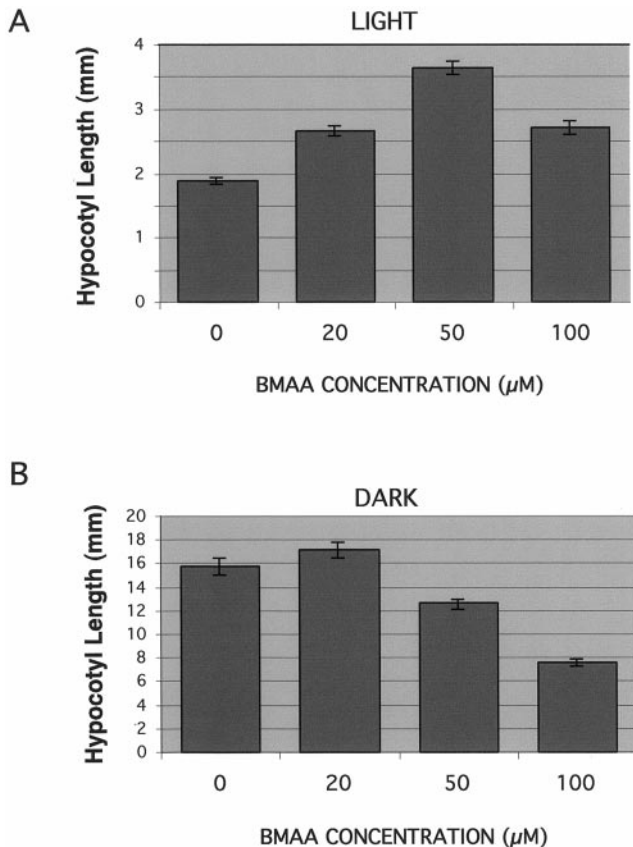 A
LIGHT
Hypocotyl Length (mm)
4
3
2
1
0
0 20 50 100
BMAA CONCENTRATION (µM)
B
DARK
Hypocotyl Length (mm)
20
18
16
14
12
10
8
6
4
2
0
0 20 50 100
BMAA CONCENTRATION (µM)